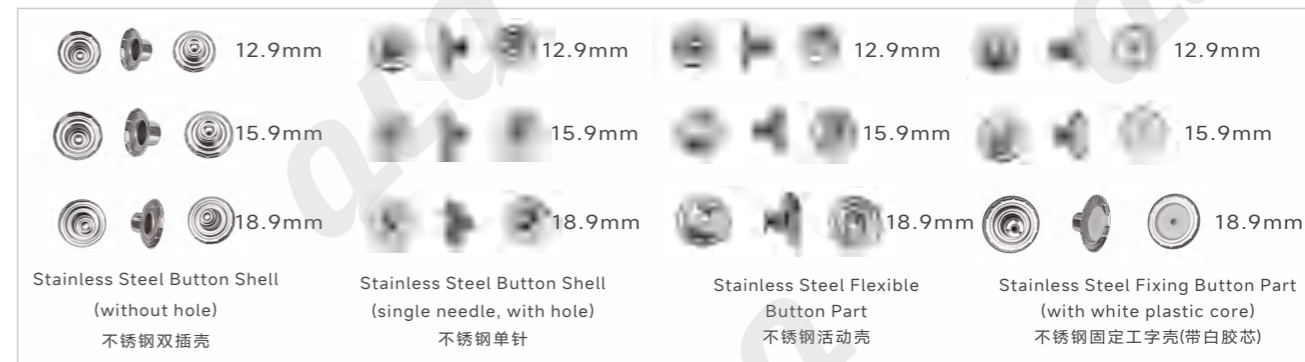 12.9mm 12.9mm 12.9mm 12.9mm
15.9mm 15.9mm 15.9mm 15.9mm
18.9mm 18.9mm 18.9mm 18.9mm
Stainless Steel Button Shell
(without hole)
不锈钢双插壳
Stainless Steel Button Shell
(single needle, with hole)
不锈钢单针
Stainless Steel Flexible
Button Part
不锈钢活动壳
Stainless Steel Fixing Button Part
(with white plastic core)
不锈钢固定工字壳(带白胶芯)